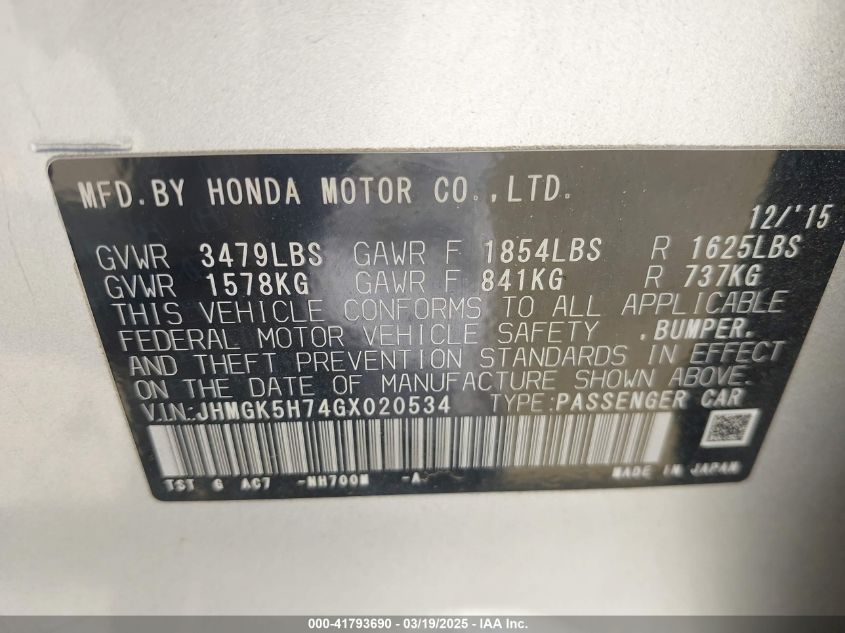 MFD.BY HONDA MOTOR CO.,LTD.
12/'15
GVWR 3479LBS GAWR F 1854LBS R 1625LBS
GVWR 1578KG GAWR F 841KG R 737KG
THIS VEHICLE CONFORMS TO ALL APPLICABLE
FEDERAL MOTOR VEHICLE SAFETY ,BUMPER,
AND THEFT PREVENTION STANDARDS IN EFFECT
ON THE DATE OF MANUFACTURE SHOWN ABOVE.
V.I.N.:JHMGK5H74GX020534 TYPE:PASSENGER CAR
TST G AC7 -NH700M -A MADE IN JAPAN
000-41793690 - 03/19/2025 - IAA Inc.